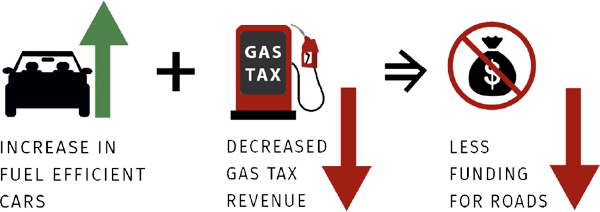 GAS
TAX
$
INCREASE IN
FUEL EFFICIENT
CARS
DECREASED
GAS TAX
REVENUE
LESS
FUNDING
FOR ROADS